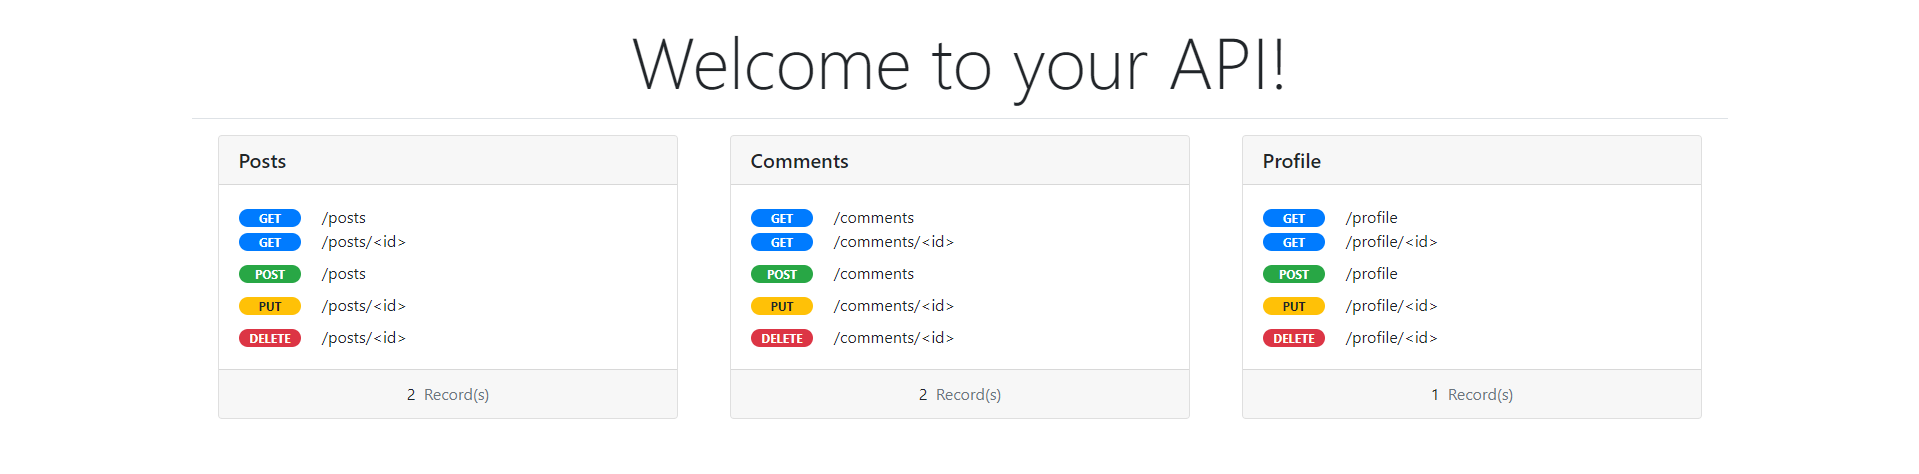 Welcome to your API!
Posts
GET /posts
GET /posts/<id>
POST /posts
PUT /posts/<id>
DELETE /posts/<id>
2 Record(s)
Comments
GET /comments
GET /comments/<id>
POST /comments
PUT /comments/<id>
DELETE /comments/<id>
2 Record(s)
Profile
GET /profile
GET /profile/<id>
POST /profile
PUT /profile/<id>
DELETE /profile/<id>
1 Record(s)